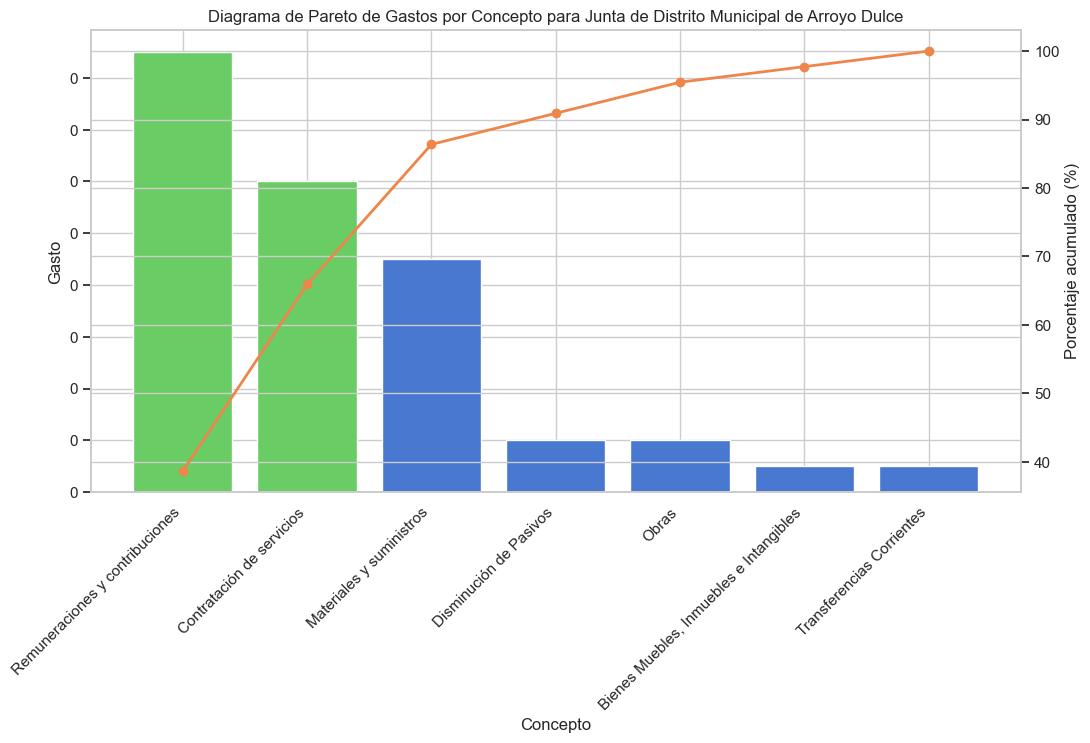 Diagrama de Pareto de Gastos por Concepto para Junta de Distrito Municipal de Arroyo Dulce
Gasto
0
0
0
0
0
0
0
0
0
100
90
80
70
60
50
40
Porcentaje acumulado (%)
Remuneraciones y contribuciones
Contratación de servicios
Materiales y suministros
Disminución de Pasivos
Obras
Bienes Muebles, Inmuebles e Intangibles
Transferencias Corrientes
Concepto